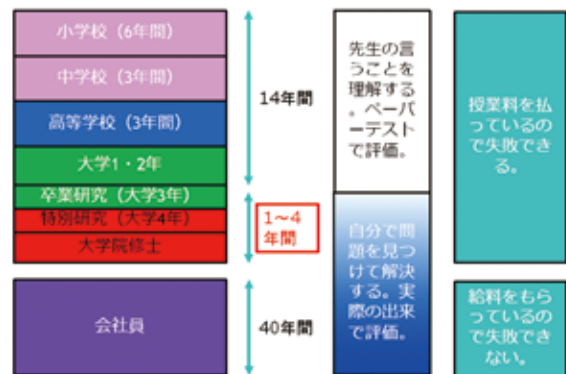 小学校（6年間）
中学校（3年間）
高等学校（3年間）
大学1・2年
卒業研究（大学3年）
特別研究（大学4年）
大学院修士
会社員
14年間
1～4
年間
40年間
先生の言
うことを
理解する
。ペーパ
ーテスト
で評価。
自分で問
題を見つ
けて解決
する。実
際の出来
で評価。
授業料を払
っているの
で失敗でき
る。
給料をもら
っているの
で失敗でき
ない。